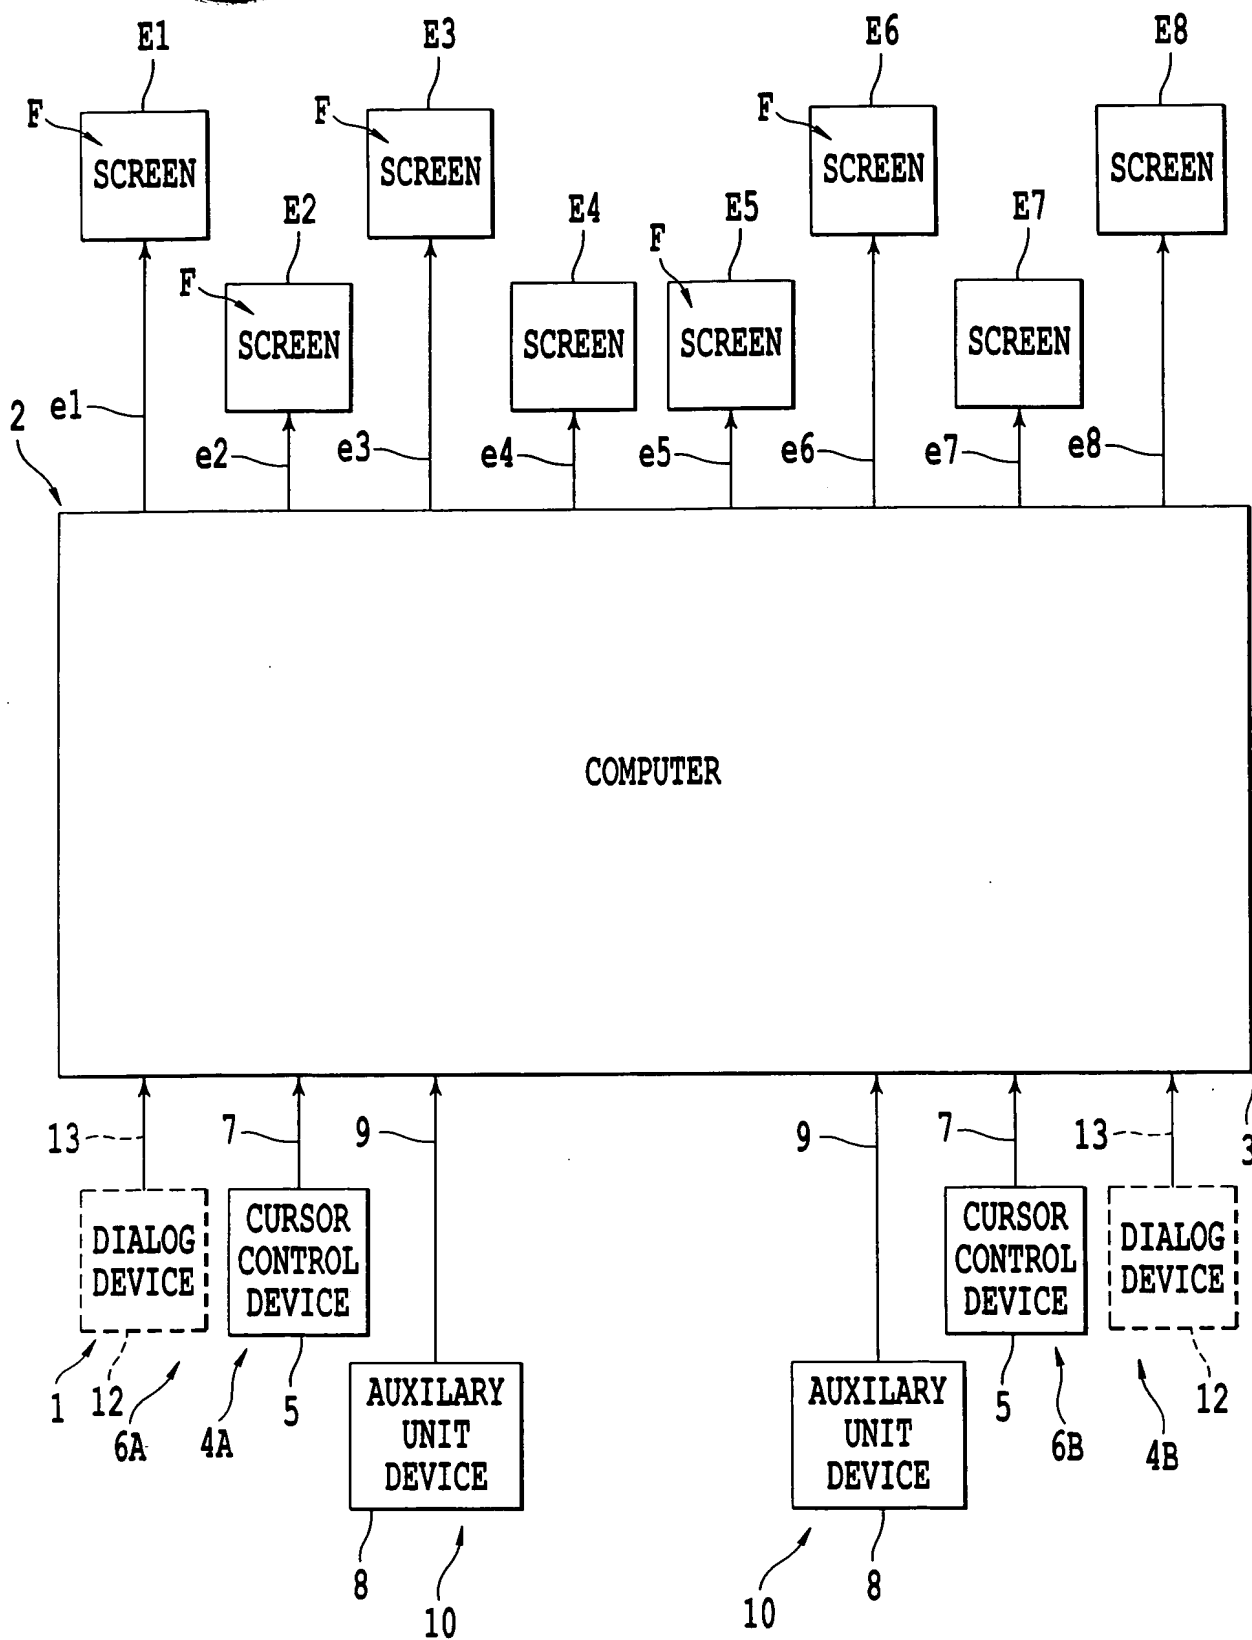 E1
E3
E6
E8
F
SCREEN
F
SCREEN
F
SCREEN
SCREEN
E2
E4
E5
E7
F
SCREEN
SCREEN
F
SCREEN
SCREEN
2
e1
e2
e3
e4
e5
e6
e7
e8
COMPUTER
13
7
9
9
7
13
3
DIALOG
DEVICE
CURSOR
CONTROL
DEVICE
CURSOR
CONTROL
DEVICE
DIALOG
DEVICE
1
12
6A
4A
5
AUXILARY
UNIT
DEVICE
AUXILARY
UNIT
DEVICE
5
6B
4B
12
8
10
10
8